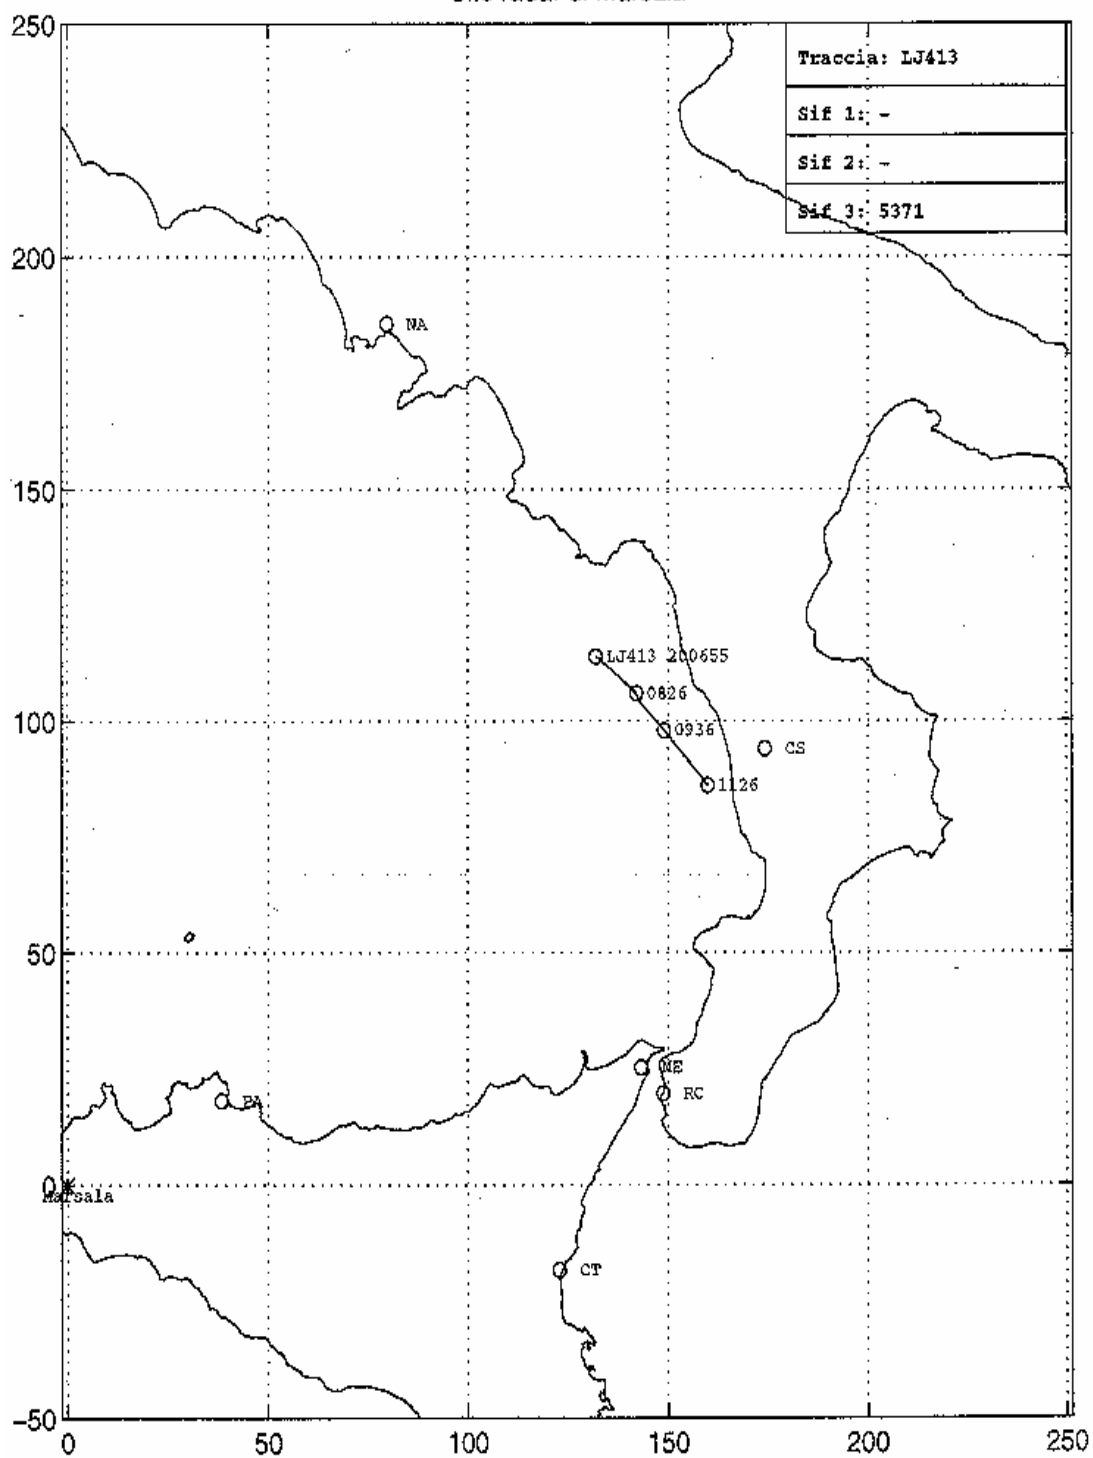 250
Traccia: LJ413
Sif 1: -
Sif 2: -
Sif 3: 5371
200
NA
150
LJ413 200655
0826
100
0936
CS
1126
50
ME
RC
PA
0
Marsala
CT
-50
0 50 100 150 200 250